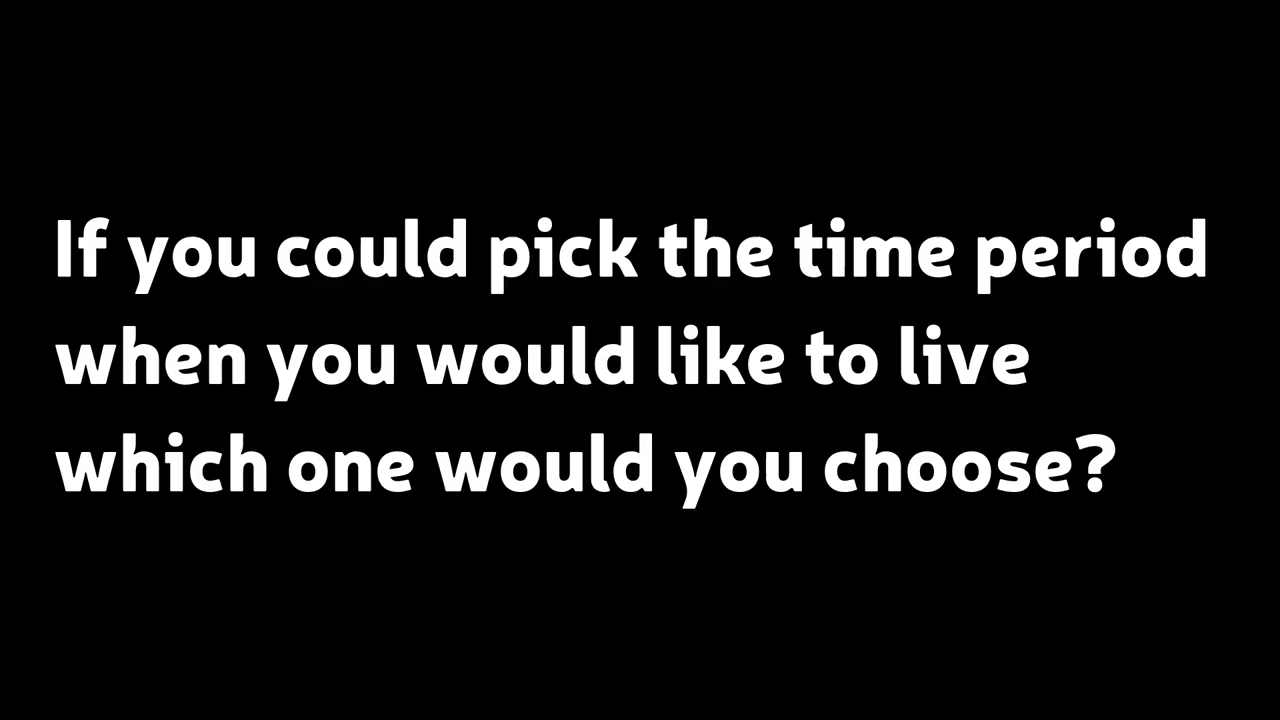 If you could pick the time period
when you would like to live
which one would you choose?